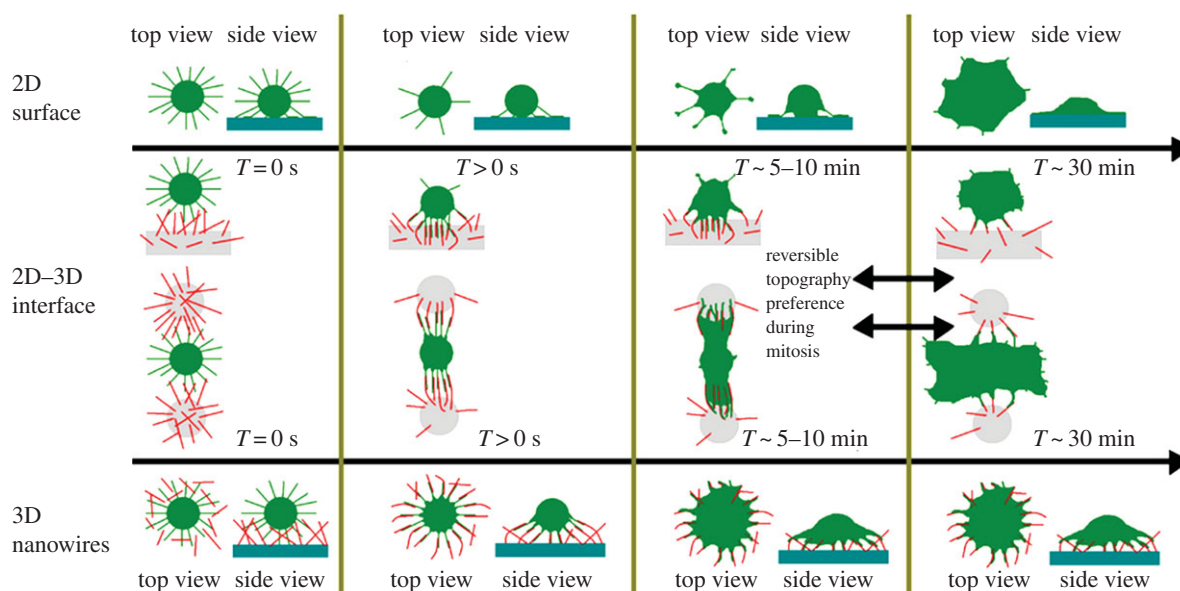 top view side view
top view side view
top view side view
top view side view
2D
surface
T = 0 s
T > 0 s
T ~ 5–10 min
T ~ 30 min
2D–3D
interface
reversible
topography
preference
during
mitosis
T = 0 s
T > 0 s
T ~ 5–10 min
T ~ 30 min
3D
nanowires
top view side view
top view side view
top view side view
top view side view